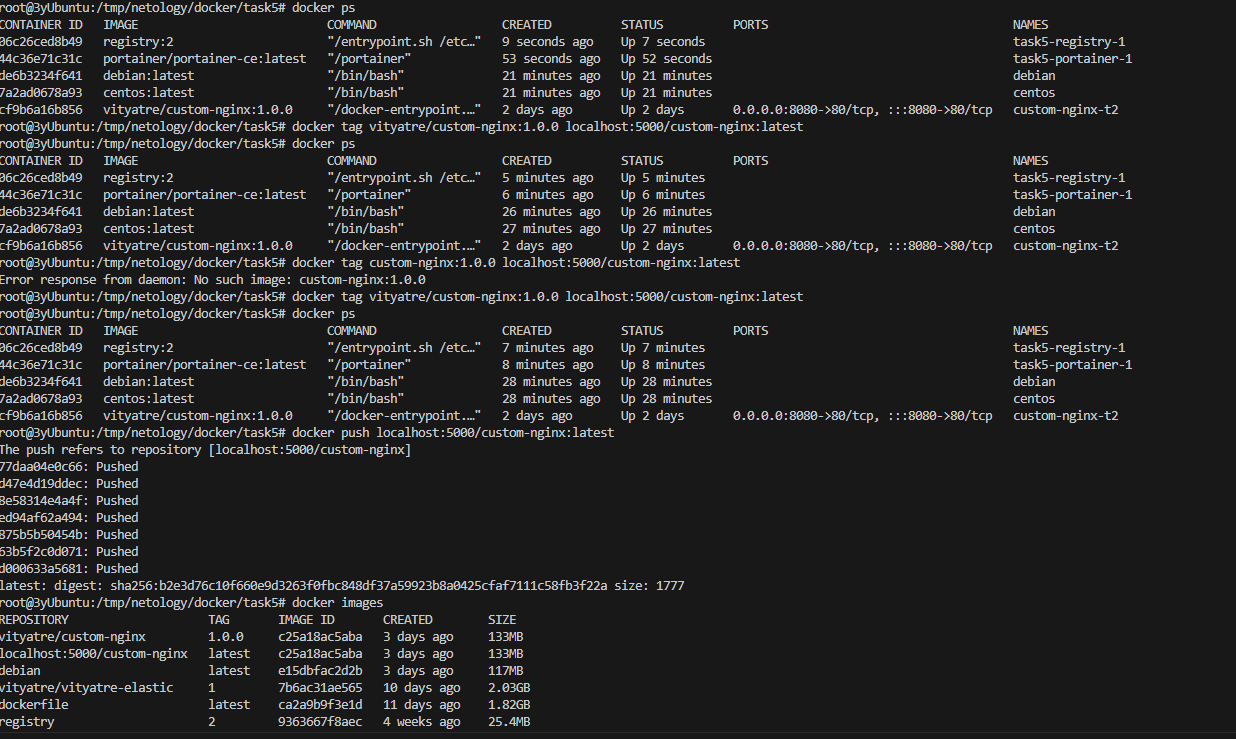 root@3yUbuntu:/tmp/netology/docker/task5# docker ps
CONTAINER ID   IMAGE                           COMMAND                  CREATED          STATUS          PORTS                                   NAMES
06c26ced8b49   registry:2                      "/entrypoint.sh /etc…"   9 seconds ago    Up 7 seconds                                            task5-registry-1
44c36e71c31c   portainer/portainer-ce:latest   "/portainer"             53 seconds ago   Up 52 seconds                                           task5-portainer-1
de6b3234f641   debian:latest                   "/bin/bash"              21 minutes ago   Up 21 minutes                                           debian
7a2ad0678a93   centos:latest                   "/bin/bash"              21 minutes ago   Up 21 minutes                                           centos
cf9b6a16b856   vityatre/custom-nginx:1.0.0     "/docker-entrypoint.…"   2 days ago       Up 2 days       0.0.0.0:8080->80/tcp, :::8080->80/tcp   custom-nginx-t2
root@3yUbuntu:/tmp/netology/docker/task5# docker tag vityatre/custom-nginx:1.0.0 localhost:5000/custom-nginx:latest
root@3yUbuntu:/tmp/netology/docker/task5# docker ps
CONTAINER ID   IMAGE                           COMMAND                  CREATED          STATUS          PORTS                                   NAMES
06c26ced8b49   registry:2                      "/entrypoint.sh /etc…"   5 minutes ago    Up 5 minutes                                            task5-registry-1
44c36e71c31c   portainer/portainer-ce:latest   "/portainer"             6 minutes ago    Up 6 minutes                                            task5-portainer-1
de6b3234f641   debian:latest                   "/bin/bash"              26 minutes ago   Up 26 minutes                                           debian
7a2ad0678a93   centos:latest                   "/bin/bash"              27 minutes ago   Up 27 minutes                                           centos
cf9b6a16b856   vityatre/custom-nginx:1.0.0     "/docker-entrypoint.…"   2 days ago       Up 2 days       0.0.0.0:8080->80/tcp, :::8080->80/tcp   custom-nginx-t2
root@3yUbuntu:/tmp/netology/docker/task5# docker tag custom-nginx:1.0.0 localhost:5000/custom-nginx:latest
Error response from daemon: No such image: custom-nginx:1.0.0
root@3yUbuntu:/tmp/netology/docker/task5# docker tag vityatre/custom-nginx:1.0.0 localhost:5000/custom-nginx:latest
root@3yUbuntu:/tmp/netology/docker/task5# docker ps
CONTAINER ID   IMAGE                           COMMAND                  CREATED          STATUS          PORTS                                   NAMES
06c26ced8b49   registry:2                      "/entrypoint.sh /etc…"   7 minutes ago    Up 7 minutes                                            task5-registry-1
44c36e71c31c   portainer/portainer-ce:latest   "/portainer"             8 minutes ago    Up 8 minutes                                            task5-portainer-1
de6b3234f641   debian:latest                   "/bin/bash"              28 minutes ago   Up 28 minutes                                           debian
7a2ad0678a93   centos:latest                   "/bin/bash"              28 minutes ago   Up 28 minutes                                           centos
cf9b6a16b856   vityatre/custom-nginx:1.0.0     "/docker-entrypoint.…"   2 days ago       Up 2 days       0.0.0.0:8080->80/tcp, :::8080->80/tcp   custom-nginx-t2
root@3yUbuntu:/tmp/netology/docker/task5# docker push localhost:5000/custom-nginx:latest
The push refers to repository [localhost:5000/custom-nginx]
77daa04e0c66: Pushed
d47e4d19ddec: Pushed
8e58314e4a4f: Pushed
ed94af62a494: Pushed
875b5b50454b: Pushed
63b5f2c0d071: Pushed
d000633a5681: Pushed
latest: digest: sha256:b2e3d76c10f660e9d3263f0fbc848df37a59923b8a0425cfaf7111c58fb3f22a size: 1777
root@3yUbuntu:/tmp/netology/docker/task5# docker images
REPOSITORY                    TAG       IMAGE ID       CREATED       SIZE
vityatre/custom-nginx         1.0.0     c25a18ac5aba   3 days ago    133MB
localhost:5000/custom-nginx   latest    c25a18ac5aba   3 days ago    133MB
debian                        latest    e15dbfac2d2b   3 days ago    117MB
vityatre/vityatre-elastic     1         7b6ac31ae565   10 days ago   2.03GB
dockerfile                    latest    ca2a9b9f3e1d   11 days ago   1.82GB
registry                      2         9363667f8aec   4 weeks ago   25.4MB